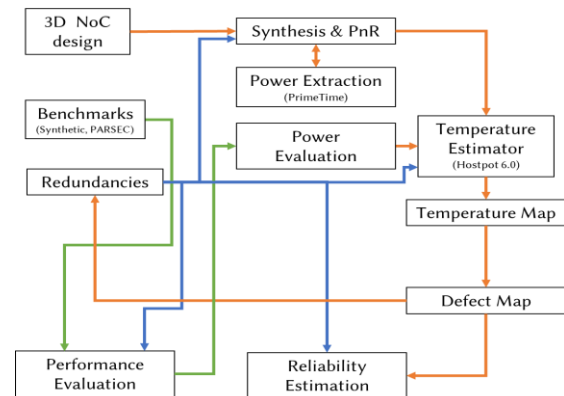 3D NoC
design
Synthesis & PnR
Power Extraction
(PrimeTime)
Benchmarks
(Synthetic, PARSEC)
Power
Evaluation
Temperature
Estimator
(Hostpot 6.0)
Redundancies
Temperature Map
Defect Map
Performance
Evaluation
Reliability
Estimation